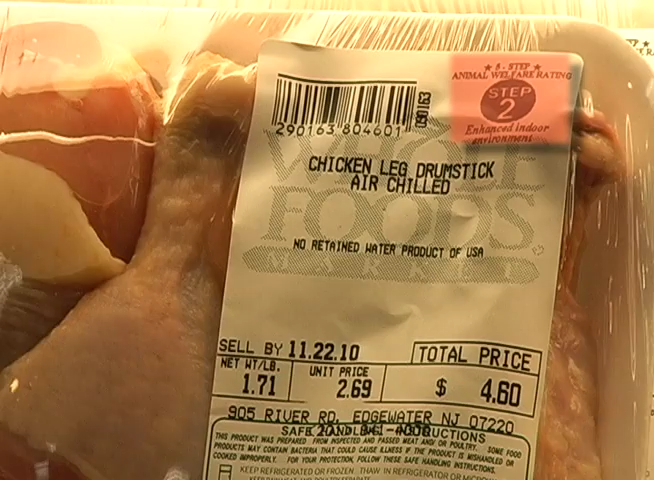 ★ 5 - STEP ★
ANIMAL WELFARE RATING
STEP
2
Enhanced indoor
environment
290163 804601
290163
WHOLE
FOODS
MARKET
CHICKEN LEG DRUMSTICK
AIR CHILLED
NO RETAINED WATER PRODUCT OF USA
SELL BY 11.22.10
TOTAL PRICE
NET WT/LB.
1.71
UNIT PRICE
2.69
$ 4.60
905 RIVER RD, EDGEWATER NJ 07220
SAFE HANDLING INSTRUCTIONS
THIS PRODUCT WAS PREPARED FROM INSPECTED AND PASSED MEAT AND/OR POULTRY. SOME FOOD
PRODUCTS MAY CONTAIN BACTERIA THAT COULD CAUSE ILLNESS IF THE PRODUCT IS MISHANDLED OR
COOKED IMPROPERLY. FOR YOUR PROTECTION, FOLLOW THESE SAFE HANDLING INSTRUCTIONS.
KEEP REFRIGERATED OR FROZEN. THAW IN REFRIGERATOR OR